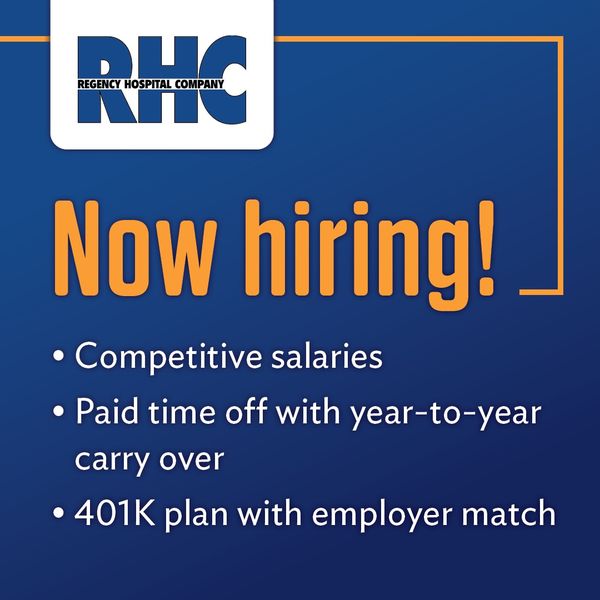 RHC
REGENCY HOSPITAL COMPANY
Now hiring!
• Competitive salaries
• Paid time off with year-to-year
carry over
• 401K plan with employer match